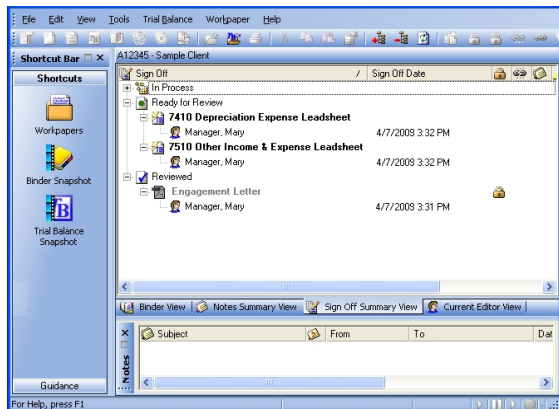 File Edit View Tools Trial Balance Workpaper Help
Shortcut Bar
A12345 - Sample Client
Shortcuts
Sign Off / Sign Off Date
In Process
Ready for Review
7410 Depreciation Expense Leadsheet
Manager, Mary 4/7/2009 3:32 PM
7510 Other Income & Expense Leadsheet
Manager, Mary 4/7/2009 3:32 PM
Reviewed
Engagement Letter
Manager, Mary 4/7/2009 3:31 PM
Workpapers
Binder Snapshot
Trial Balance
Snapshot
Binder View Notes Summary View Sign Off Summary View Current Editor View
Notes
Subject From To Dat
Guidance
For Help, press F1